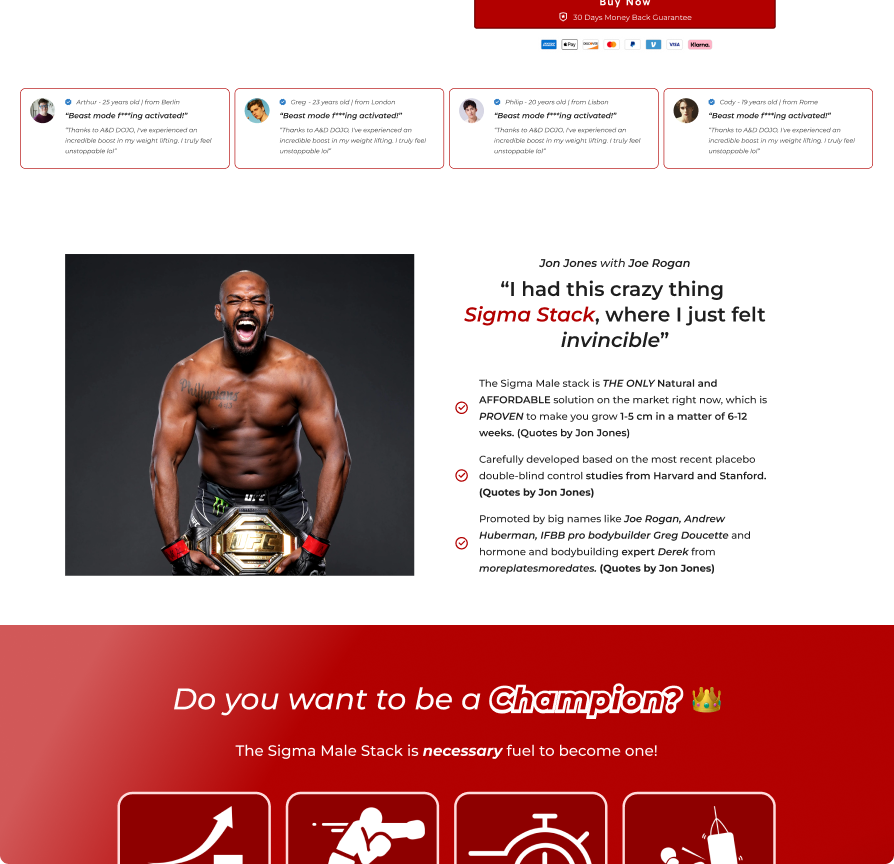 Buy Now
30 Days Money Back Guarantee
Pay
DISCOVER
VISA
Klarna.
Arthur - 25 years old | from Berlin
“Beast mode f***ing activated!”
“Thanks to A&D DOJO, I've experienced an
incredible boost in my weight lifting. I truly feel
unstoppable lol”
Greg - 23 years old | from London
“Beast mode f***ing activated!”
“Thanks to A&D DOJO, I've experienced an
incredible boost in my weight lifting. I truly feel
unstoppable lol”
Philip - 20 years old | from Lisbon
“Beast mode f***ing activated!”
“Thanks to A&D DOJO, I've experienced an
incredible boost in my weight lifting. I truly feel
unstoppable lol”
Cody - 19 years old | from Rome
“Beast mode f***ing activated!”
“Thanks to A&D DOJO, I've experienced an
incredible boost in my weight lifting. I truly feel
unstoppable lol”
Philippians
UFC
UFC
Jon Jones with Joe Rogan
“I had this crazy thing
Sigma Stack, where I just felt
invincible”
The Sigma Male stack is THE ONLY Natural and
AFFORDABLE solution on the market right now, which is
PROVEN to make you grow 1-5 cm in a matter of 6-12
weeks. (Quotes by Jon Jones)
Carefully developed based on the most recent placebo
double-blind control studies from Harvard and Stanford.
(Quotes by Jon Jones)
Promoted by big names like Joe Rogan, Andrew
Huberman, IFBB pro bodybuilder Greg Doucette and
hormone and bodybuilding expert Derek from
moreplatesmoredates. (Quotes by Jon Jones)
Do you want to be a Champion? 👑
The Sigma Male Stack is necessary fuel to become one!